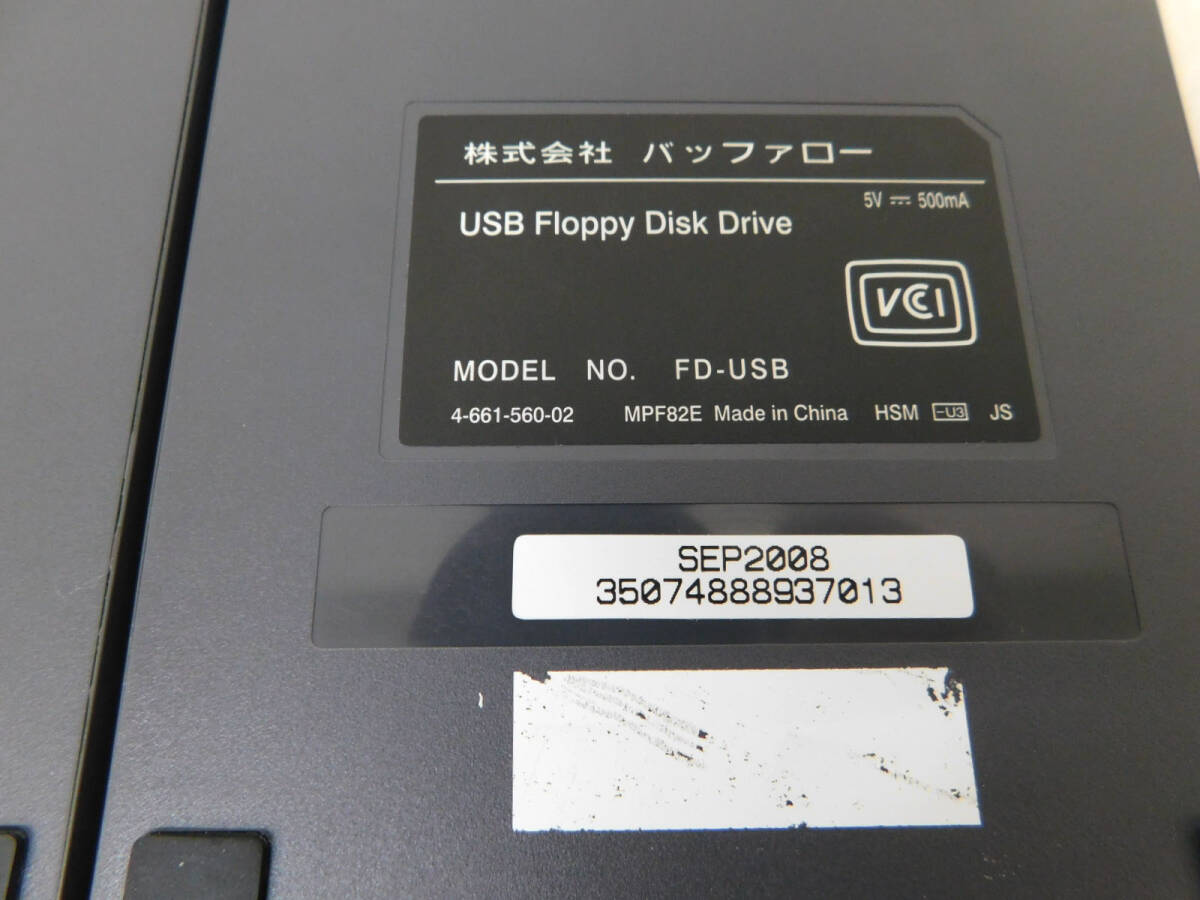 株式会社 バッファロー
5V ⎓ 500mA
USB Floppy Disk Drive
VCCI
MODEL NO. FD-USB
4-661-560-02 MPF82E Made in China HSM -U3 JS
SEP2008
35074888937013